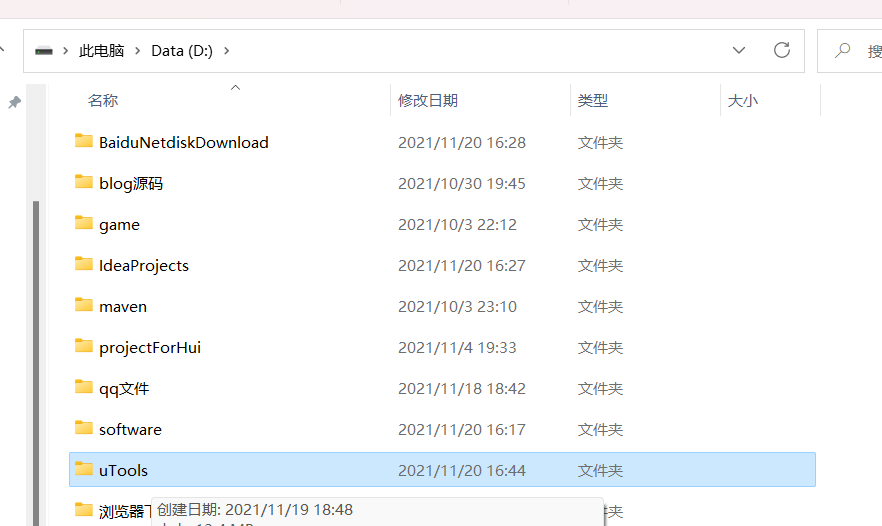 此电脑 Data (D:) 搜
名称 修改日期 类型 大小
BaiduNetdiskDownload 2021/11/20 16:28 文件夹
blog源码 2021/10/30 19:45 文件夹
game 2021/10/3 22:12 文件夹
IdeaProjects 2021/11/20 16:27 文件夹
maven 2021/10/3 23:10 文件夹
projectForHui 2021/11/4 19:33 文件夹
qq文件 2021/11/18 18:42 文件夹
software 2021/11/20 16:17 文件夹
uTools 2021/11/20 16:44 文件夹
浏览器 创建日期: 2021/11/19 18:48 件夹